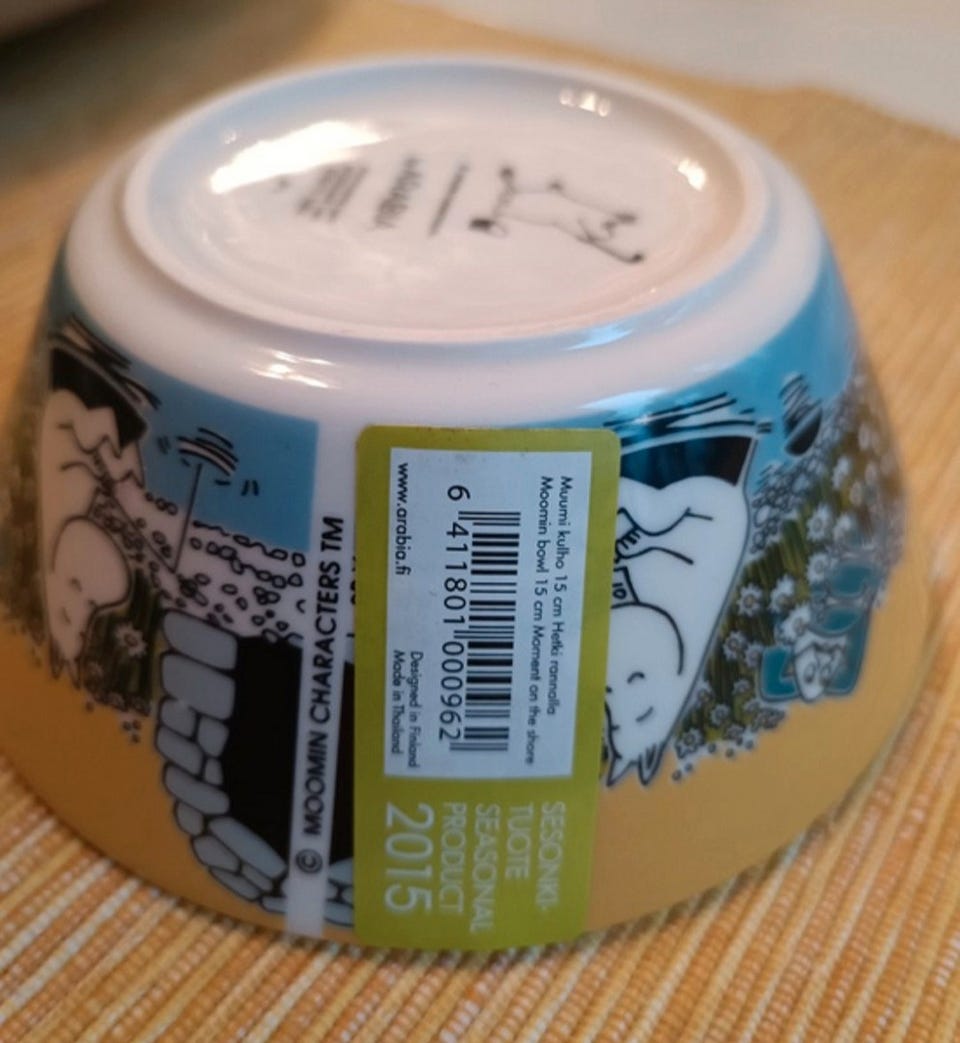 ARABIA
Muumi kulho 15 cm Hetki rannalla
Moomin bowl 15 cm Moment on the shore
6 411801 000962
Designed in Finland
Made in Thailand
www.arabia.fi
SESONKI-
TUOTE
SEASONAL
PRODUCT
2015
© MOOMIN CHARACTERS TM